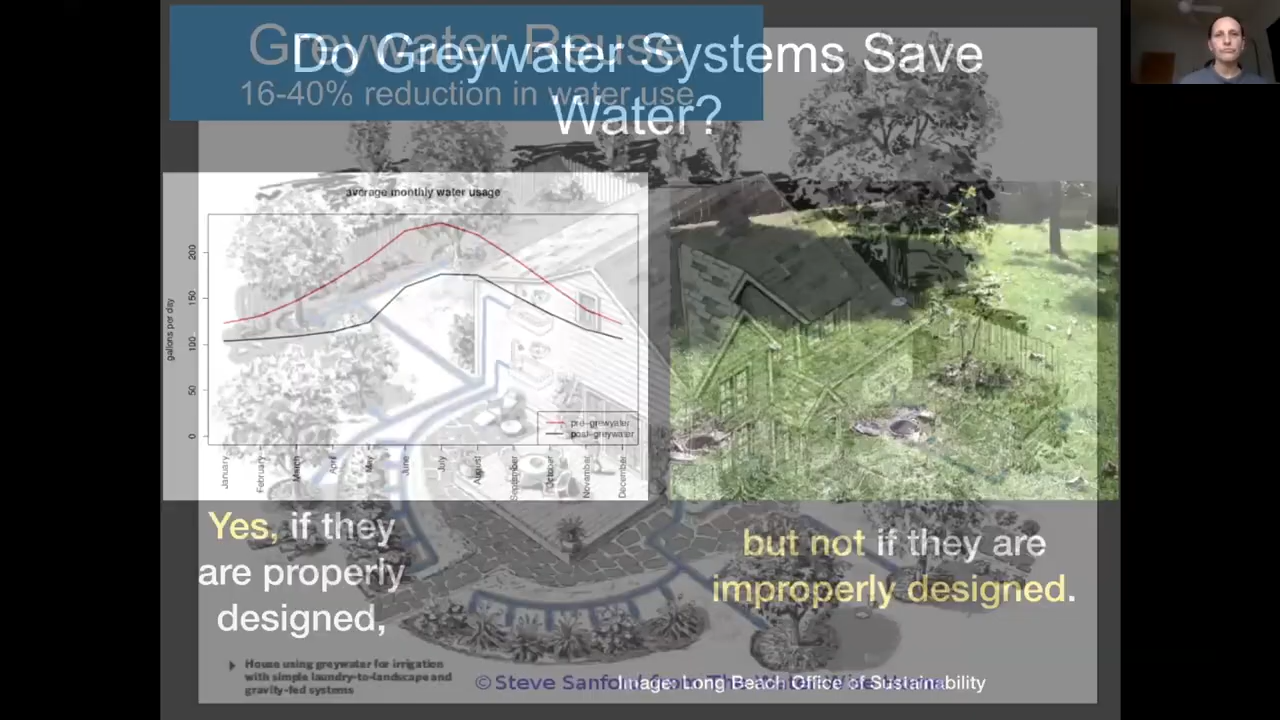 Greywater Reuse
16-40% reduction in water use
Do Greywater Systems Save
Water?
average monthly water usage
gallons per day
200
150
100
50
0
pre-greywater
post-greywater
January
February
March
April
May
June
July
August
September
October
November
December
Yes, if they
are properly
designed,
but not if they are
improperly designed.
House using greywater for irrigation
with simple laundry-to-landscape and
gravity-fed systems
© Steve Sanford
Image: Long Beach Office of Sustainability